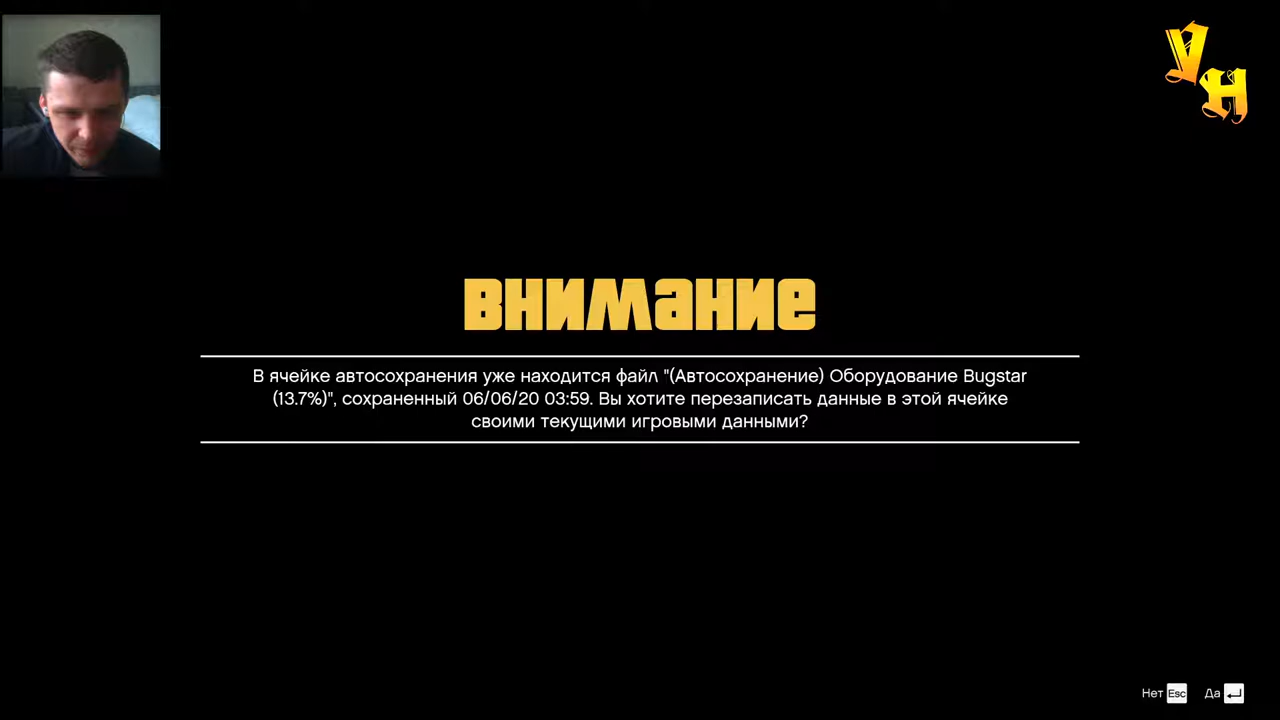 УН
внимание
В ячейке автосохранения уже находится файл "(Автосохранение) Оборудование Bugstar
(13.7%)", сохраненный 06/06/20 03:59. Вы хотите перезаписать данные в этой ячейке
своими текущими игровыми данными?
Нет Esc Да